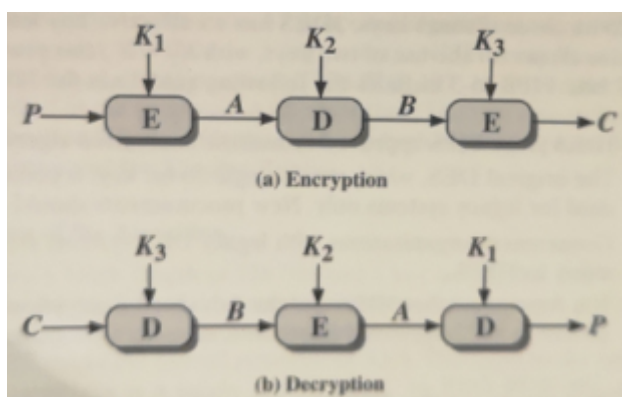 K1 K2 K3
P E A D B E C
(a) Encryption
K3 K2 K1
C D B E A D P
(b) Decryption